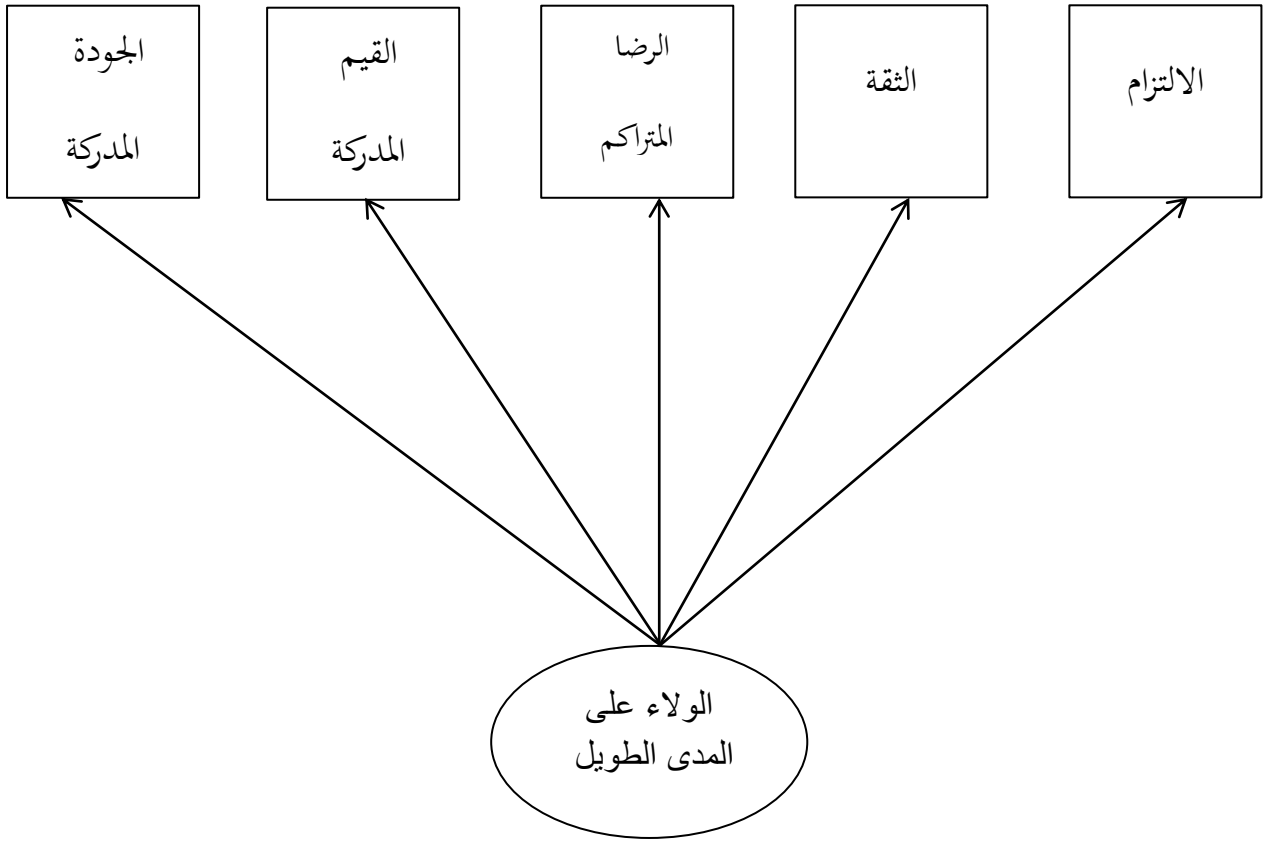 الالتزام
الثقة
الرضا
المتراكم
القيم
المدركة
الجودة
المدركة
الولاء على
المدى الطويل